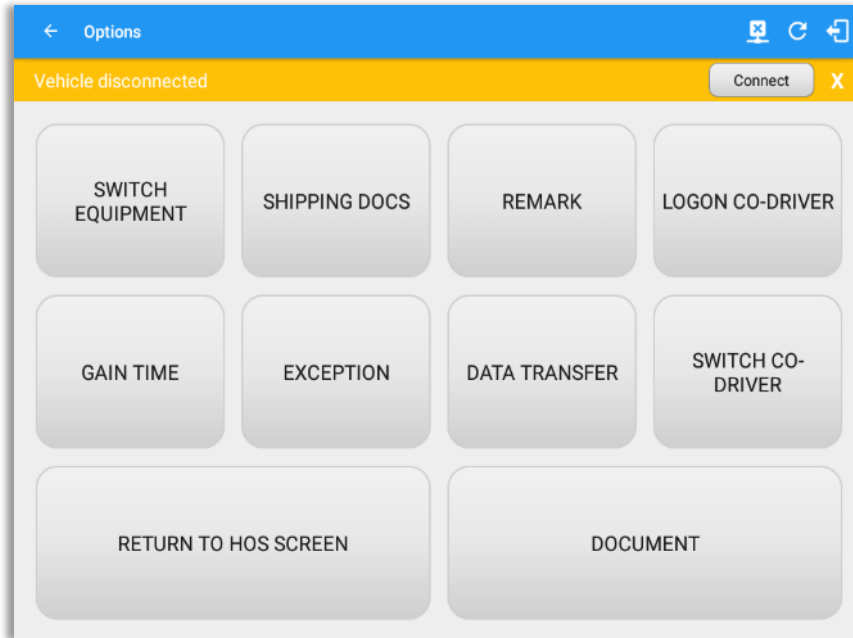 Options
Vehicle disconnected
Connect
X
SWITCH
EQUIPMENT
SHIPPING DOCS
REMARK
LOGON CO-DRIVER
GAIN TIME
EXCEPTION
DATA TRANSFER
SWITCH CO-
DRIVER
RETURN TO HOS SCREEN
DOCUMENT